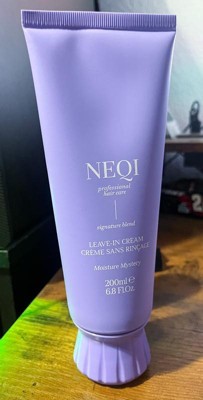 NEQI
professional
hair care
signature blend
LEAVE-IN CREAM
CRÈME SANS RINÇAGE
Moisture Mystery
200ml e
6.8 Fl.Oz.